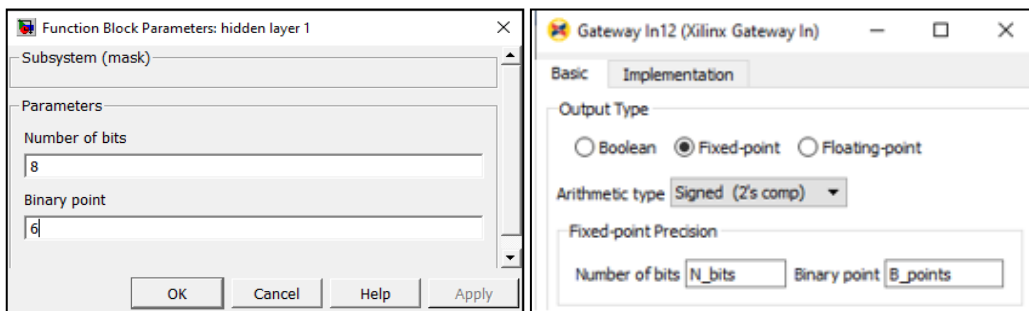 Function Block Parameters: hidden layer 1
Subsystem (mask)
Parameters
Number of bits
8
Binary point
6
OK Cancel Help Apply
Gateway In12 (Xilinx Gateway In)
Basic Implementation
Output Type
Boolean Fixed-point Floating-point
Arithmetic type Signed (2's comp)
Fixed-point Precision
Number of bits N_bits Binary point B_points